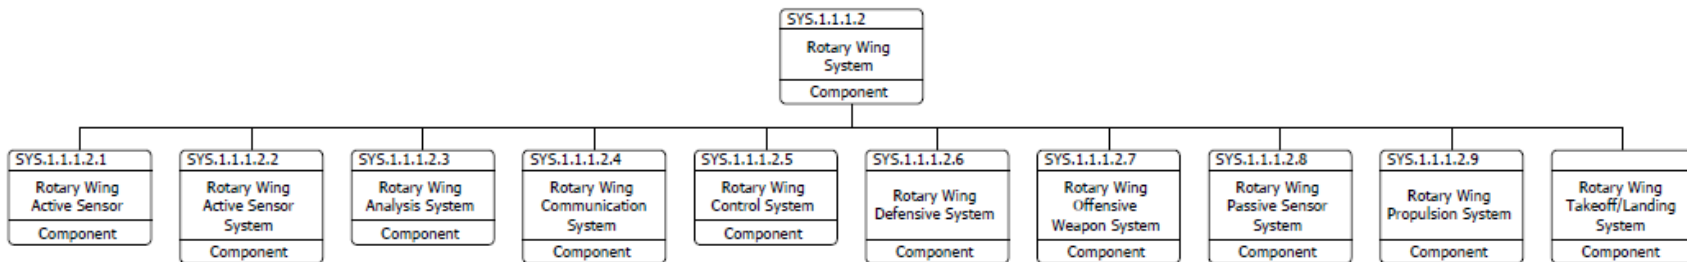 SYS.1.1.1.2
Rotary Wing
System
Component
SYS.1.1.1.2.1
Rotary Wing
Active Sensor
Component
SYS.1.1.1.2.2
Rotary Wing
Active Sensor
System
Component
SYS.1.1.1.2.3
Rotary Wing
Analysis System
Component
SYS.1.1.1.2.4
Rotary Wing
Communication
System
Component
SYS.1.1.1.2.5
Rotary Wing
Control System
Component
SYS.1.1.1.2.6
Rotary Wing
Defensive System
Component
SYS.1.1.1.2.7
Rotary Wing
Offensive
Weapon System
Component
SYS.1.1.1.2.8
Rotary Wing
Passive Sensor
System
Component
SYS.1.1.1.2.9
Rotary Wing
Propulsion System
Component
Rotary Wing
Takeoff/Landing
System
Component